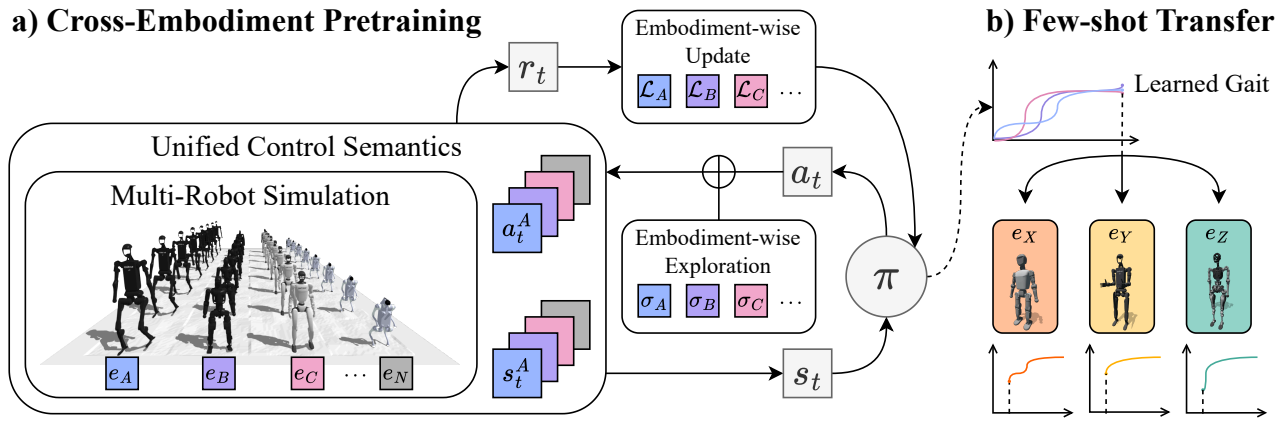 a) Cross-Embodiment Pretraining
b) Few-shot Transfer
r_t
Embodiment-wise
Update
ℒ_A ℒ_B ℒ_C ...
Learned Gait
Unified Control Semantics
Multi-Robot Simulation
a_t^A
a_t
Embodiment-wise
Exploration
σ_A σ_B σ_C ...
π
e_X e_Y e_Z
s_t^A
s_t
e_A e_B e_C ... e_N